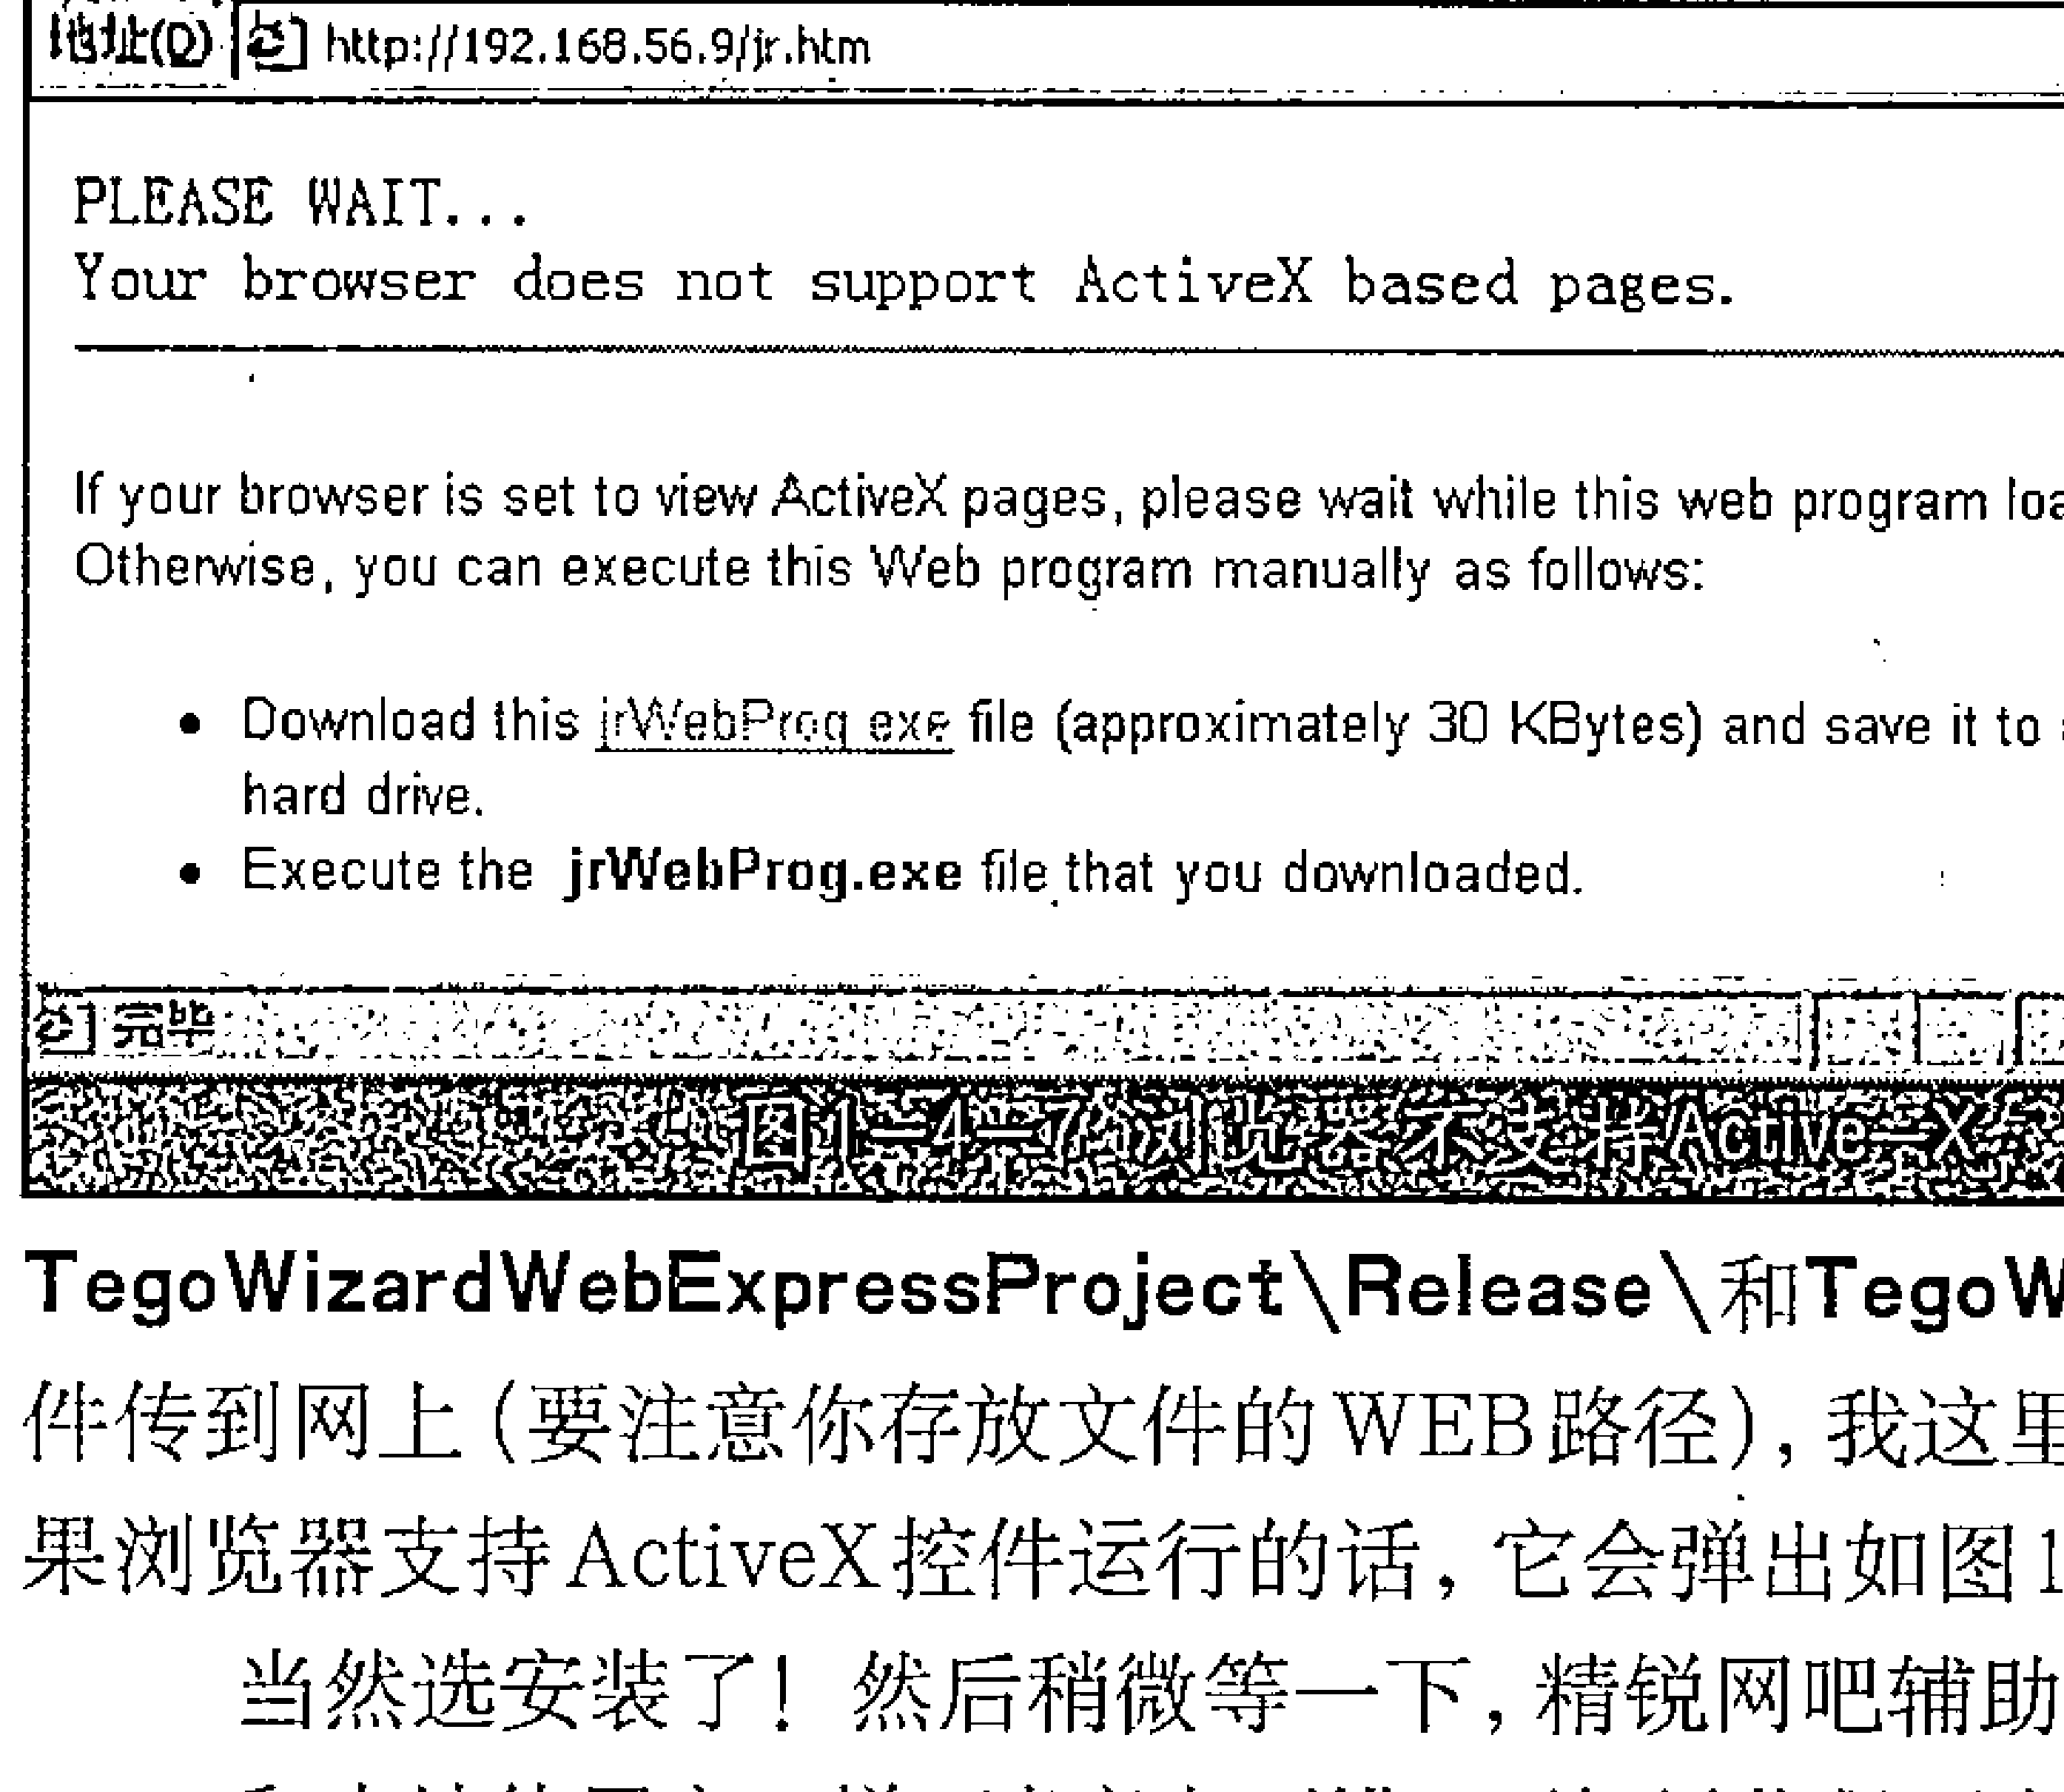 地址(D) http://192.168.56.9/jr.htm
PLEASE WAIT...
Your browser does not support ActiveX based pages.
If your browser is set to view ActiveX pages, please wait while this web program loa
Otherwise, you can execute this Web program manually as follows:
• Download this jrWebProg.exe file (approximately 30 KBytes) and save it to
hard drive.
• Execute the jrWebProg.exe file that you downloaded.
完毕
图1-4-7 浏览器不支持Active-X
TegoWizardWebExpressProject\Release\和TegoW
件传到网上(要注意你存放文件的WEB路径), 我这里
果浏览器支持ActiveX控件运行的话, 它会弹出如图1
当然选安装了! 然后稍微等一下, 精锐网吧辅助